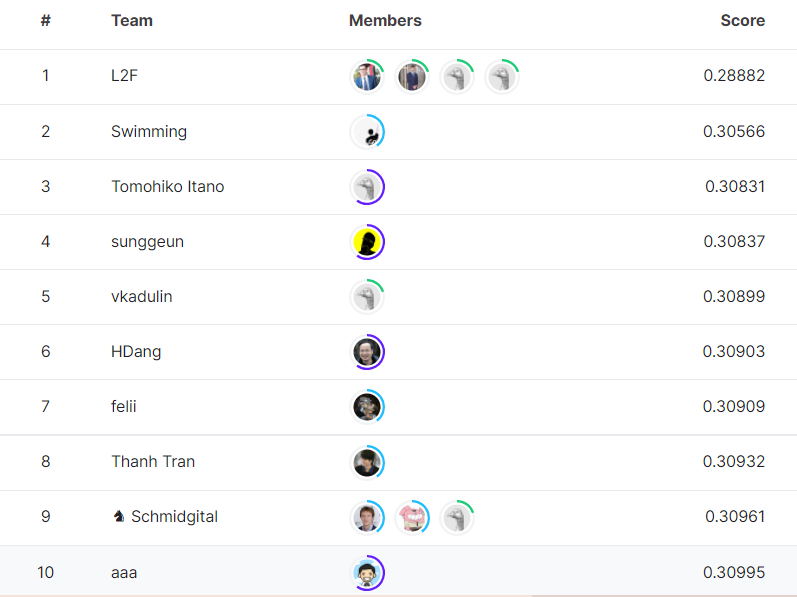 # Team Members Score
1 L2F 0.28882
2 Swimming 0.30566
3 Tomohiko Itano 0.30831
4 sunggeun 0.30837
5 vkadulin 0.30899
6 HDang 0.30903
7 felii 0.30909
8 Thanh Tran 0.30932
9 ♞ Schmidgital 0.30961
10 aaa 0.30995